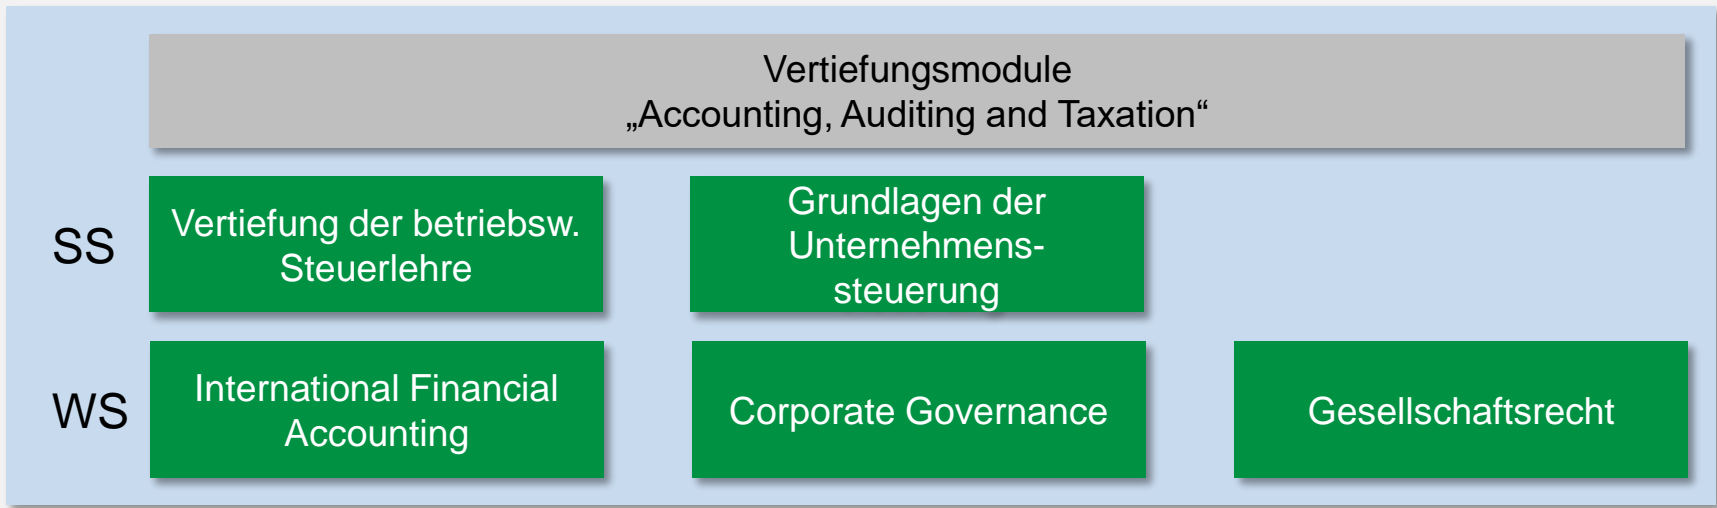 Vertiefungsmodule
„Accounting, Auditing and Taxation“
SS
Vertiefung der betriebsw.
Steuerlehre
Grundlagen der
Unternehmens-
steuerung
WS
International Financial
Accounting
Corporate Governance
Gesellschaftsrecht